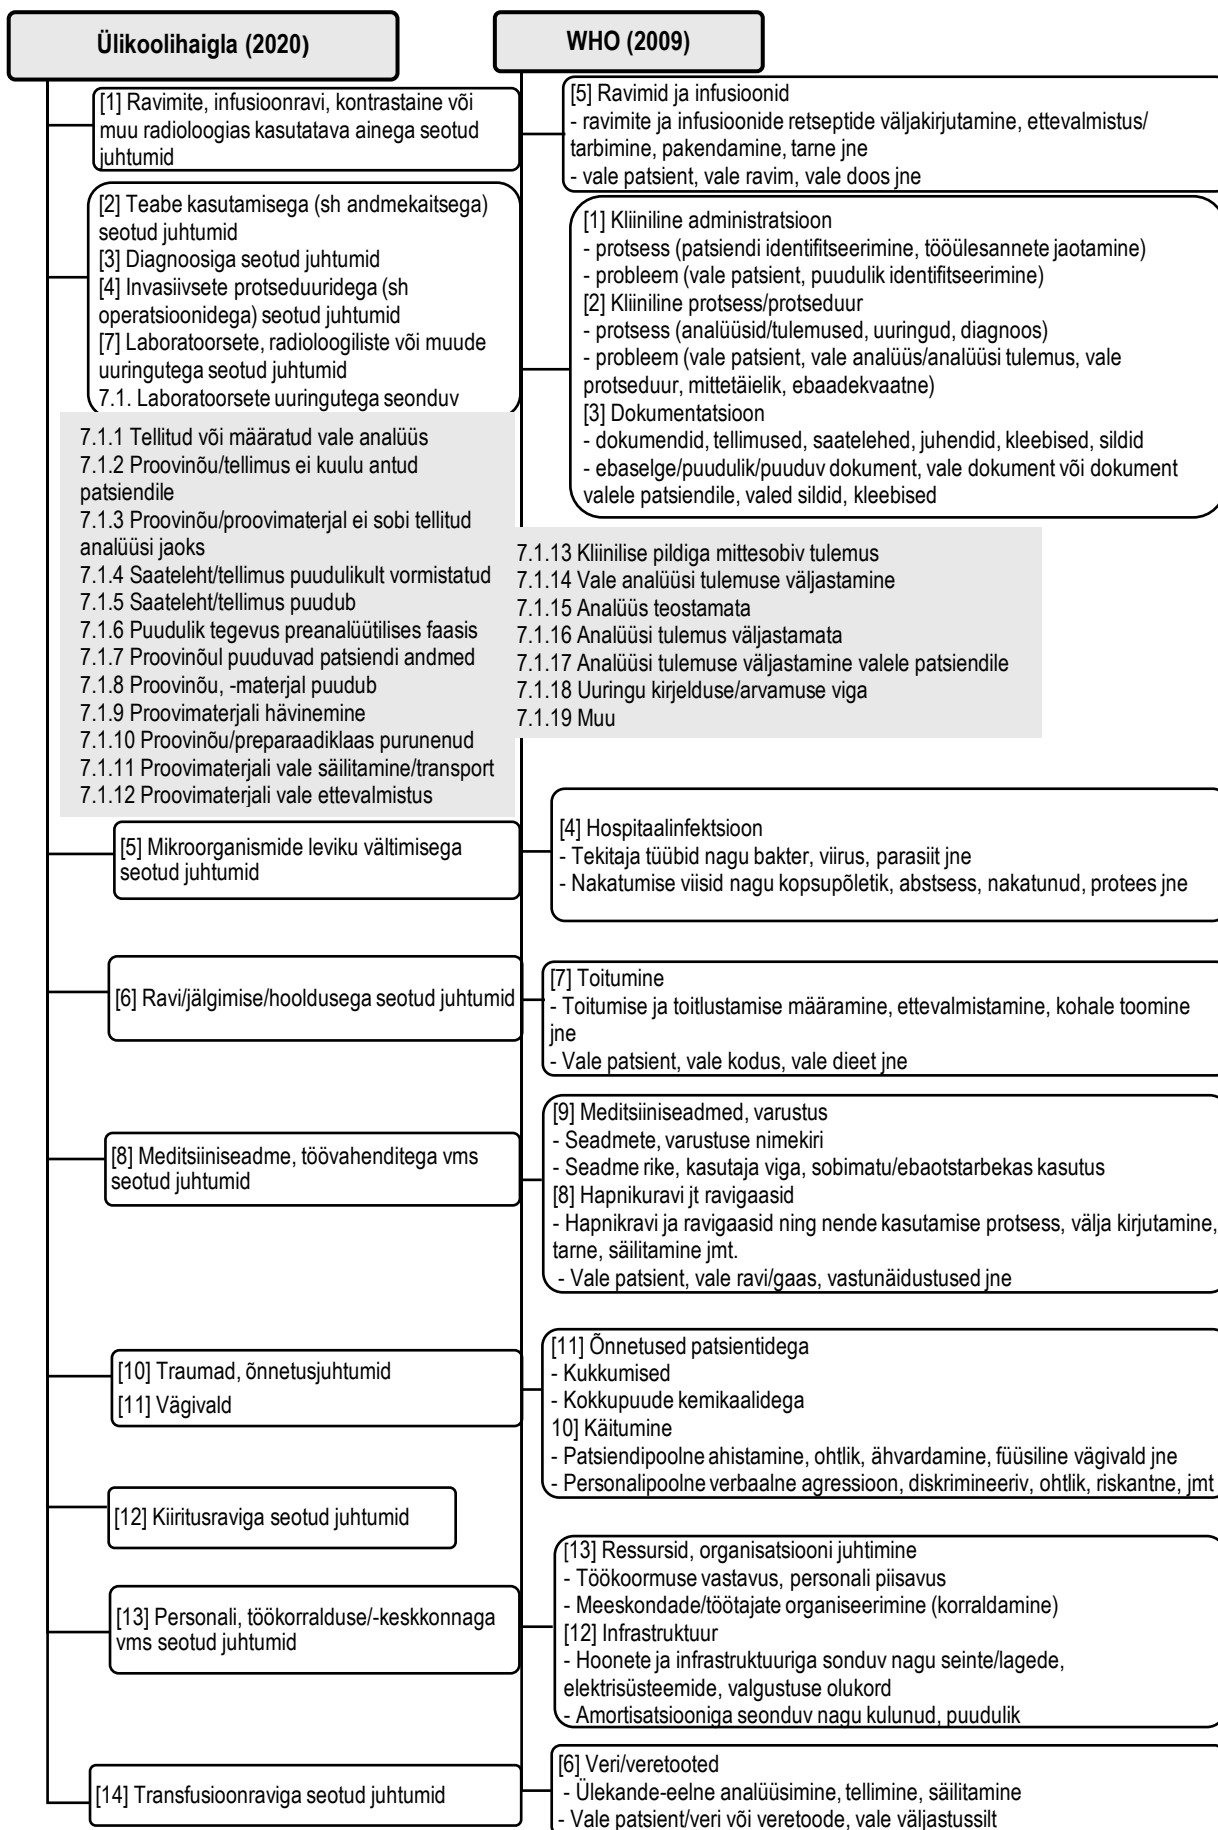 Ülikoolihaigla (2020)
WHO (2009)
[1] Ravimite, infusioonravi, kontrastaine või
muu radioloogias kasutatava ainega seotud
juhtumid
[5] Ravimid ja infusioonid
- ravimite ja infusioonide retseptide väljakirjutamine, ettevalmistus/
tarbimine, pakendamine, tarne jne
- vale patsient, vale ravim, vale doos jne
[2] Teabe kasutamisega (sh andmekaitsega)
seotud juhtumid
[3] Diagnoosiga seotud juhtumid
[4] Invasiivsete protseduuridega (sh
operatsioonidega) seotud juhtumid
[7] Laboratoorsete, radioloogiliste või muude
uuringutega seotud juhtumid
7.1. Laboratoorsete uuringutega seonduv
[1] Kliiniline administratsioon
- protsess (patsiendi identifitseerimine, tööülesannete jaotamine)
- probleem (vale patsient, puudulik identifitseerimine)
[2] Kliiniline protsess/protseduur
- protsess (analüüsid/tulemused, uuringud, diagnoos)
- probleem (vale patsient, vale analüüs/analüüsi tulemus, vale
protseduur, mittetäielik, ebaadekvaatne)
[3] Dokumentatsioon
- dokumendid, tellimused, saatelehed, juhendid, kleebised, sildid
- ebaselge/puudulik/puuduv dokument, vale dokument või dokument
valele patsiendile, valed sildid, kleebised
7.1.1 Tellitud või määratud vale analüüs
7.1.2 Proovinõu/tellimus ei kuulu antud
patsiendile
7.1.3 Proovinõu/proovimaterjal ei sobi tellitud
analüüsi jaoks
7.1.4 Saateleht/tellimus puudulikult vormistatud
7.1.5 Saateleht/tellimus puudub
7.1.6 Puudulik tegevus preanalüütilises faasis
7.1.7 Proovinõul puuduvad patsiendi andmed
7.1.8 Proovinõu, -materjal puudub
7.1.9 Proovimaterjali hävinemine
7.1.10 Proovinõu/preparaadiklaas purunenud
7.1.11 Proovimaterjali vale säilitamine/transport
7.1.12 Proovimaterjali vale ettevalmistus
7.1.13 Kliinilise pildiga mittesobiv tulemus
7.1.14 Vale analüüsi tulemuse väljastamine
7.1.15 Analüüs teostamata
7.1.16 Analüüsi tulemus väljastamata
7.1.17 Analüüsi tulemuse väljastamine valele patsiendile
7.1.18 Uuringu kirjelduse/arvamuse viga
7.1.19 Muu
[5] Mikroorganismide leviku vältimisega
seotud juhtumid
[4] Hospitaalinfektsioon
- Tekitaja tüübid nagu bakter, viirus, parasiit jne
- Nakatumise viisid nagu kopsupõletik, abstsess, nakatunud, protees jne
[6] Ravi/jälgimise/hooldusega seotud juhtumid
[7] Toitumine
- Toitumise ja toitlustamise määramine, ettevalmistamine, kohale toomine
jne
- Vale patsient, vale kodus, vale dieet jne
[8] Meditsiiniseadme, töövahenditega vms
seotud juhtumid
[9] Meditsiiniseadmed, varustus
- Seadmete, varustuse nimekiri
- Seadme rike, kasutaja viga, sobimatu/ebaotstarbekas kasutus
[8] Hapnikuravi jt ravigaasid
- Hapnikravi ja ravigaasid ning nende kasutamise protsess, välja kirjutamine,
tarne, säilitamine jmt.
- Vale patsient, vale ravi/gaas, vastunäidustused jne
[10] Traumad, õnnetusjuhtumid
[11] Vägivald
[11] Õnnetused patsientidega
- Kukkumised
- Kokkupuude kemikaalidega
10] Käitumine
- Patsiendipoolne ahistamine, ohtlik, ähvardamine, füüsiline vägivald jne
- Personalipoolne verbaalne agressioon, diskrimineeriv, ohtlik, riskantne, jmt
[12] Kiiritusraviga seotud juhtumid
[13] Personali, töökorralduse/-keskkonnaga
vms seotud juhtumid
[13] Ressursid, organisatsiooni juhtimine
- Töökoormuse vastavus, personali piisavus
- Meeskondade/töötajate organiseerimine (korraldamine)
[12] Infrastruktuur
- Hoonete ja infrastruktuuriga sonduv nagu seinte/lagede,
elektrisüsteemide, valgustuse olukord
- Amortisatsiooniga seonduv nagu kulunud, puudulik
[14] Transfusioonraviga seotud juhtumid
[6] Veri/veretooted
- Ülekande-eelne analüüsimine, tellimine, säilitamine
- Vale patsient/veri või veretoode, vale väljastussilt